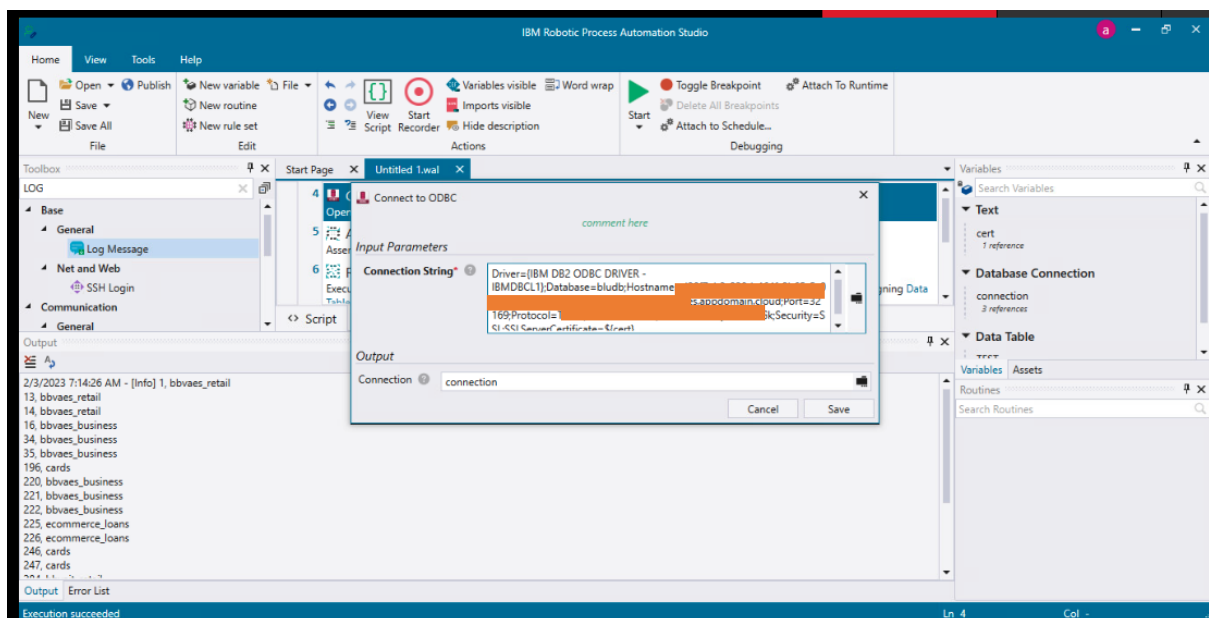 IBM Robotic Process Automation Studio
a
Home View Tools Help
Open Publish New variable File Variables visible Word wrap Toggle Breakpoint Attach To Runtime
Save New routine Imports visible Delete All Breakpoints
New Save All New rule set View Script Start Recorder Hide description Start Attach to Schedule...
File Edit Actions Debugging
Toolbox
LOG
Base
General
Log Message
Net and Web
SSH Login
Communication
General
Start Page Untitled 1.wal
4
Oper
5
Asser
6
Execu
Script
Connect to ODBC
comment here
Input Parameters
Connection String*
Driver={IBM DB2 ODBC DRIVER -
IBMDBCL1};Database=bludb;Hostname
s.appdomain.cloud;Port=32
169;Protocol= k;Security=S
SL;SSLServerCertificate=${cert}
Output
Connection connection
Cancel Save
Data
Variables
Search Variables
Text
cert
1 reference
Database Connection
connection
3 references
Data Table
Variables Assets
Routines
Search Routines
Output
2/3/2023 7:14:26 AM - [Info] 1, bbvaes_retail
13, bbvaes_retail
14, bbvaes_retail
16, bbvaes_business
34, bbvaes_business
35, bbvaes_business
196, cards
220, bbvaes_business
221, bbvaes_business
222, bbvaes_business
225, ecommerce_loans
226, ecommerce_loans
246, cards
247, cards
Output Error List
Execution succeeded
Ln 4 Col -